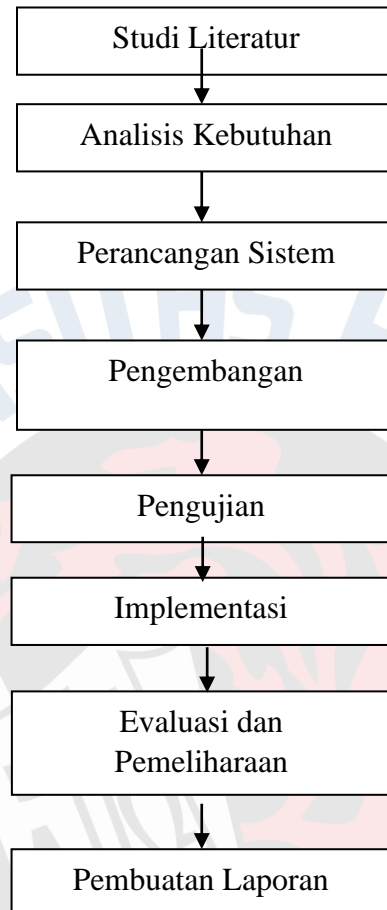 Studi Literatur
Analisis Kebutuhan
Perancangan Sistem
Pengembangan
Pengujian
Implementasi
Evaluasi dan
Pemeliharaan
Pembuatan Laporan